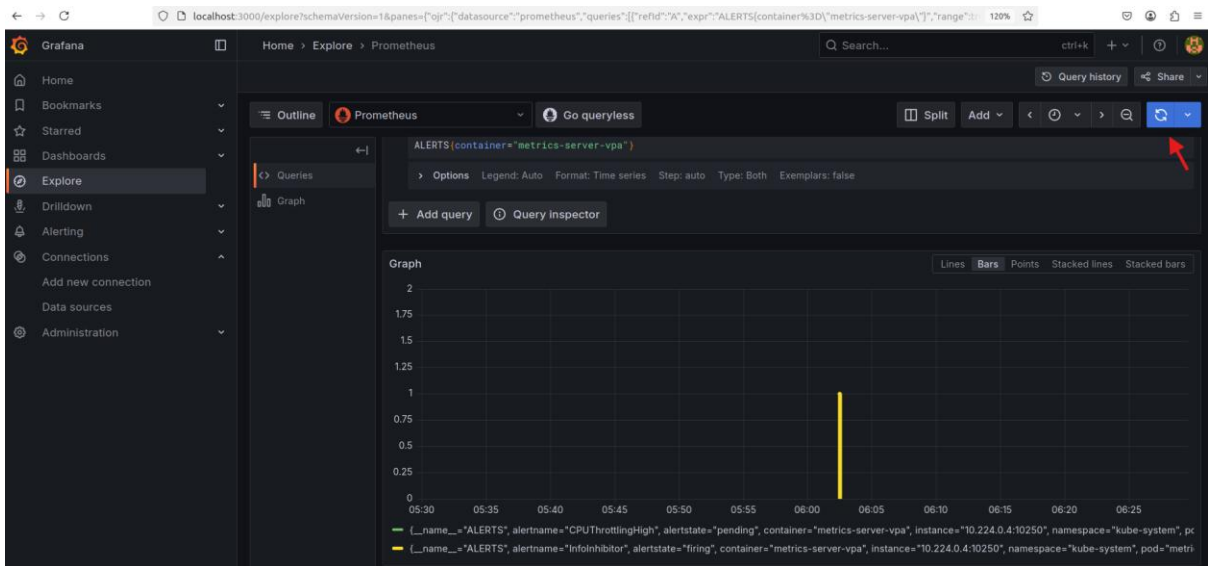 localhost:3000/explore?schemaVersion=1&panes={"ojr":{"datasource":"prometheus","queries":[{"refId":"A","expr":"ALERTS{container%3D\"metrics-server-vpa\"}","range":tr 120%
Grafana
Home > Explore > Prometheus
Search...
ctrl+k
Home
Bookmarks
Starred
Dashboards
Explore
Drilldown
Alerting
Connections
Add new connection
Data sources
Administration
Query history
Share
Outline
Prometheus
Go queryless
Split
Add
Queries
Graph
ALERTS{container="metrics-server-vpa"}
> Options Legend: Auto Format: Time series Step: auto Type: Both Exemplars: false
+ Add query
Query inspector
Graph
Lines Bars Points Stacked lines Stacked bars
2
1.75
1.5
1.25
1
0.75
0.5
0.25
0
05:30 05:35 05:40 05:45 05:50 05:55 06:00 06:05 06:10 06:15 06:20 06:25
{__name__="ALERTS", alertname="CPUThrottlingHigh", alertstate="pending", container="metrics-server-vpa", instance="10.224.0.4:10250", namespace="kube-system", po
{__name__="ALERTS", alertname="InfoInhibitor", alertstate="firing", container="metrics-server-vpa", instance="10.224.0.4:10250", namespace="kube-system", pod="metri